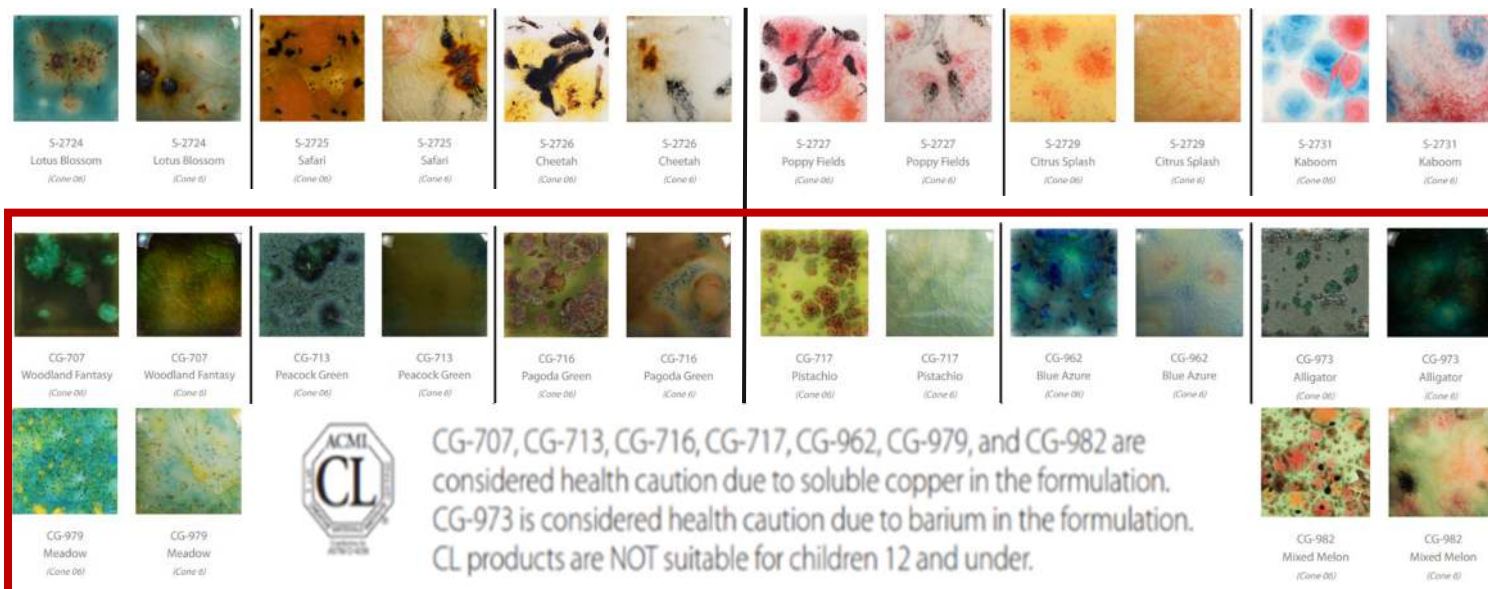 S-2724 S-2724 S-2725 S-2725 S-2726 S-2726 S-2727 S-2727 S-2729 S-2729 S-2731 S-2731
Lotus Blossom Lotus Blossom Safari Safari Cheetah Cheetah Poppy Fields Poppy Fields Citrus Splash Citrus Splash Kaboom Kaboom
(Cone 06) (Cone 6) (Cone 06) (Cone 6) (Cone 06) (Cone 6) (Cone 06) (Cone 6) (Cone 06) (Cone 6) (Cone 06) (Cone 6)
CG-707 CG-707 CG-713 CG-713 CG-716 CG-716 CG-717 CG-717 CG-962 CG-962 CG-973 CG-973
Woodland Fantasy Woodland Fantasy Peacock Green Peacock Green Pagoda Green Pagoda Green Pistachio Pistachio Blue Azure Blue Azure Alligator Alligator
(Cone 06) (Cone 6) (Cone 06) (Cone 6) (Cone 06) (Cone 6) (Cone 06) (Cone 6) (Cone 06) (Cone 6) (Cone 06) (Cone 6)
ACMI
CL
CG-707, CG-713, CG-716, CG-717, CG-962, CG-979, and CG-982 are
considered health caution due to soluble copper in the formulation.
CG-973 is considered health caution due to barium in the formulation.
CL products are NOT suitable for children 12 and under.
CG-979 CG-979 CG-982 CG-982
Meadow Meadow Mixed Melon Mixed Melon
(Cone 06) (Cone 6) (Cone 06) (Cone 6)